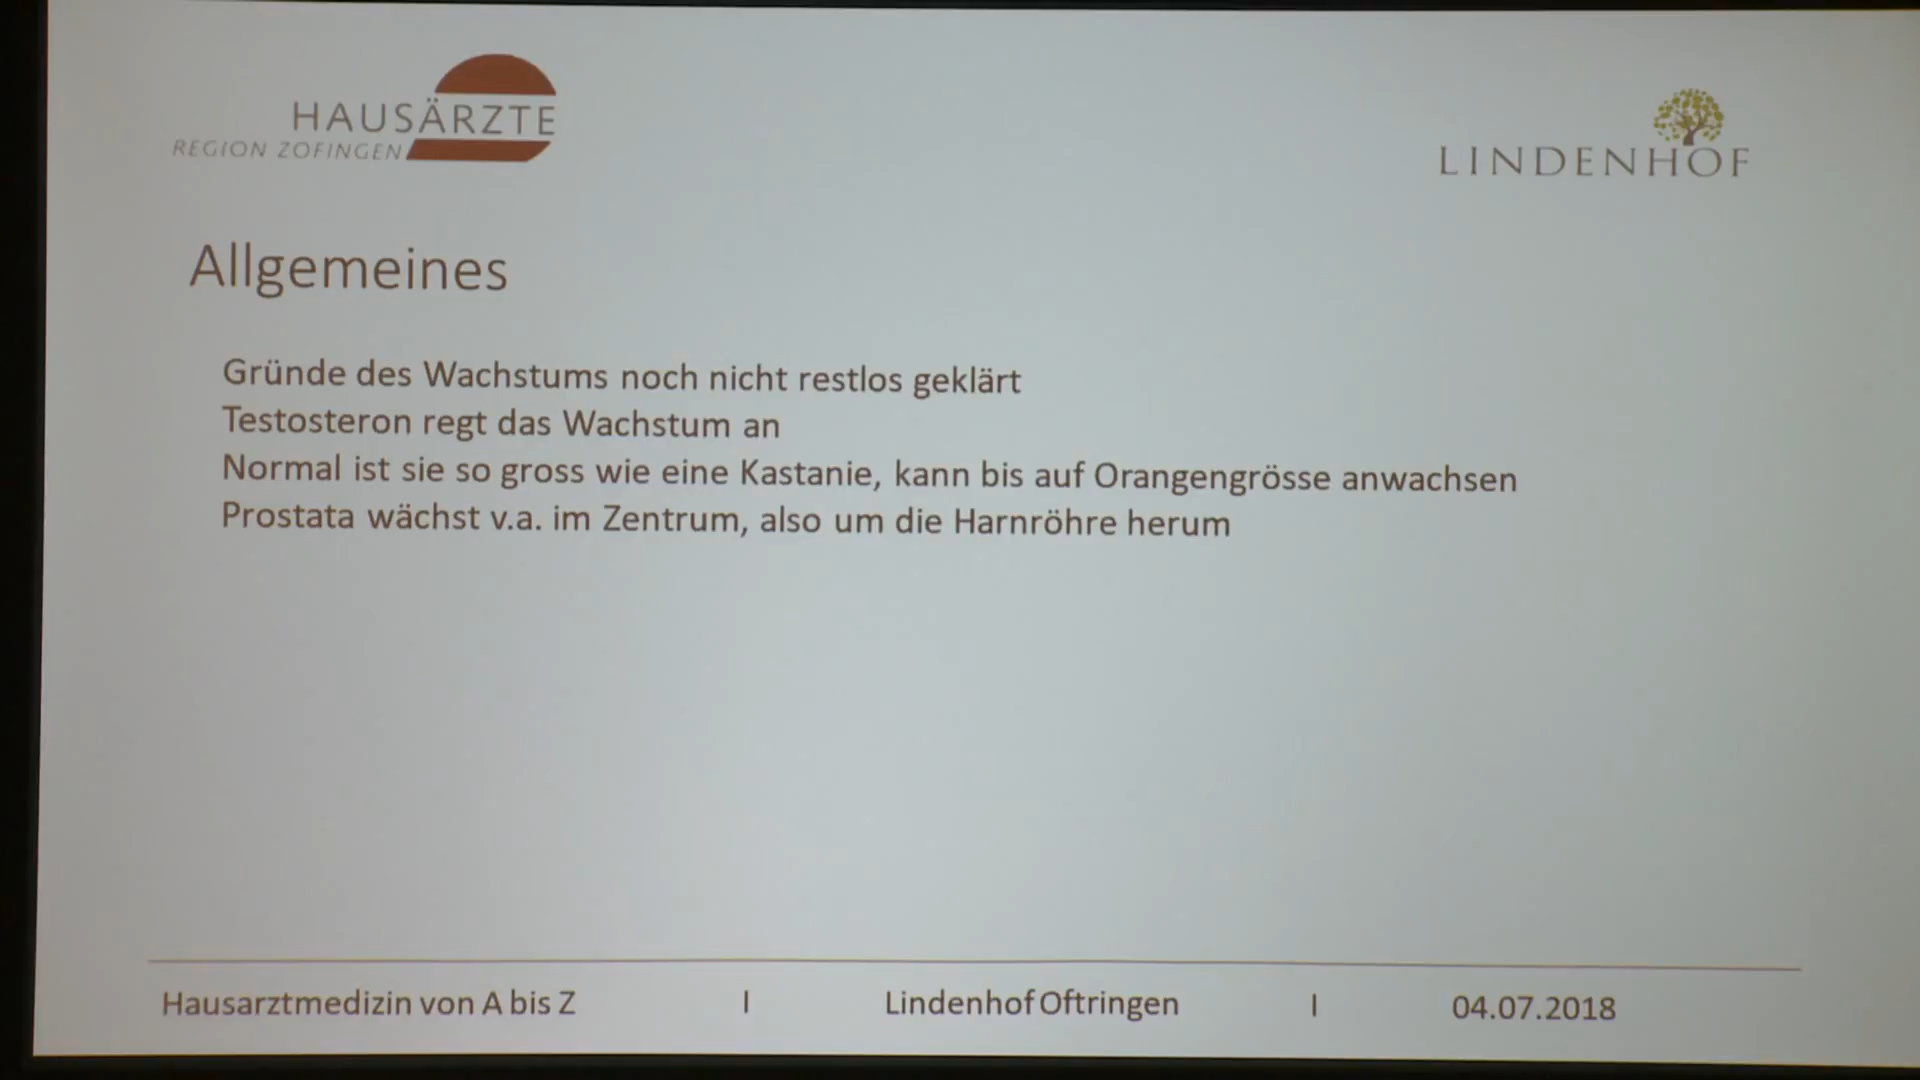 HAUSÄRZTE
REGION ZOFINGEN
LINDENHOF
Allgemeines
Gründe des Wachstums noch nicht restlos geklärt
Testosteron regt das Wachstum an
Normal ist sie so gross wie eine Kastanie, kann bis auf Orangengrösse anwachsen
Prostata wächst v.a. im Zentrum, also um die Harnröhre herum
Hausarztmedizin von A bis Z | Lindenhof Oftringen | 04.07.2018